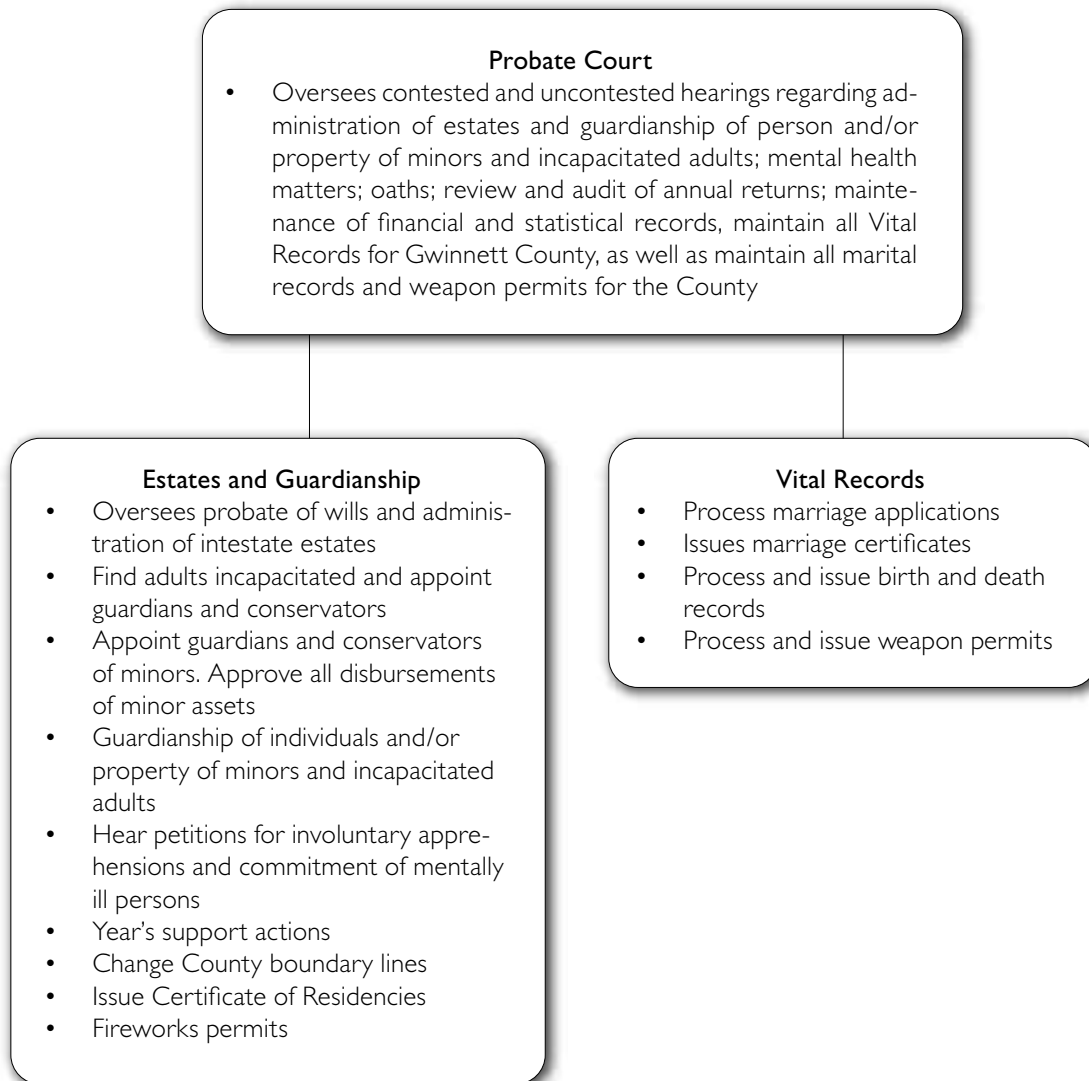 Probate Court
• Oversees contested and uncontested hearings regarding ad-
ministration of estates and guardianship of person and/or
property of minors and incapacitated adults; mental health
matters; oaths; review and audit of annual returns; mainte-
nance of financial and statistical records, maintain all Vital
Records for Gwinnett County, as well as maintain all marital
records and weapon permits for the County
Estates and Guardianship
• Oversees probate of wills and adminis-
tration of intestate estates
• Find adults incapacitated and appoint
guardians and conservators
• Appoint guardians and conservators
of minors. Approve all disbursements
of minor assets
• Guardianship of individuals and/or
property of minors and incapacitated
adults
• Hear petitions for involuntary appre-
hensions and commitment of mentally
ill persons
• Year's support actions
• Change County boundary lines
• Issue Certificate of Residencies
• Fireworks permits
Vital Records
• Process marriage applications
• Issues marriage certificates
• Process and issue birth and death
records
• Process and issue weapon permits